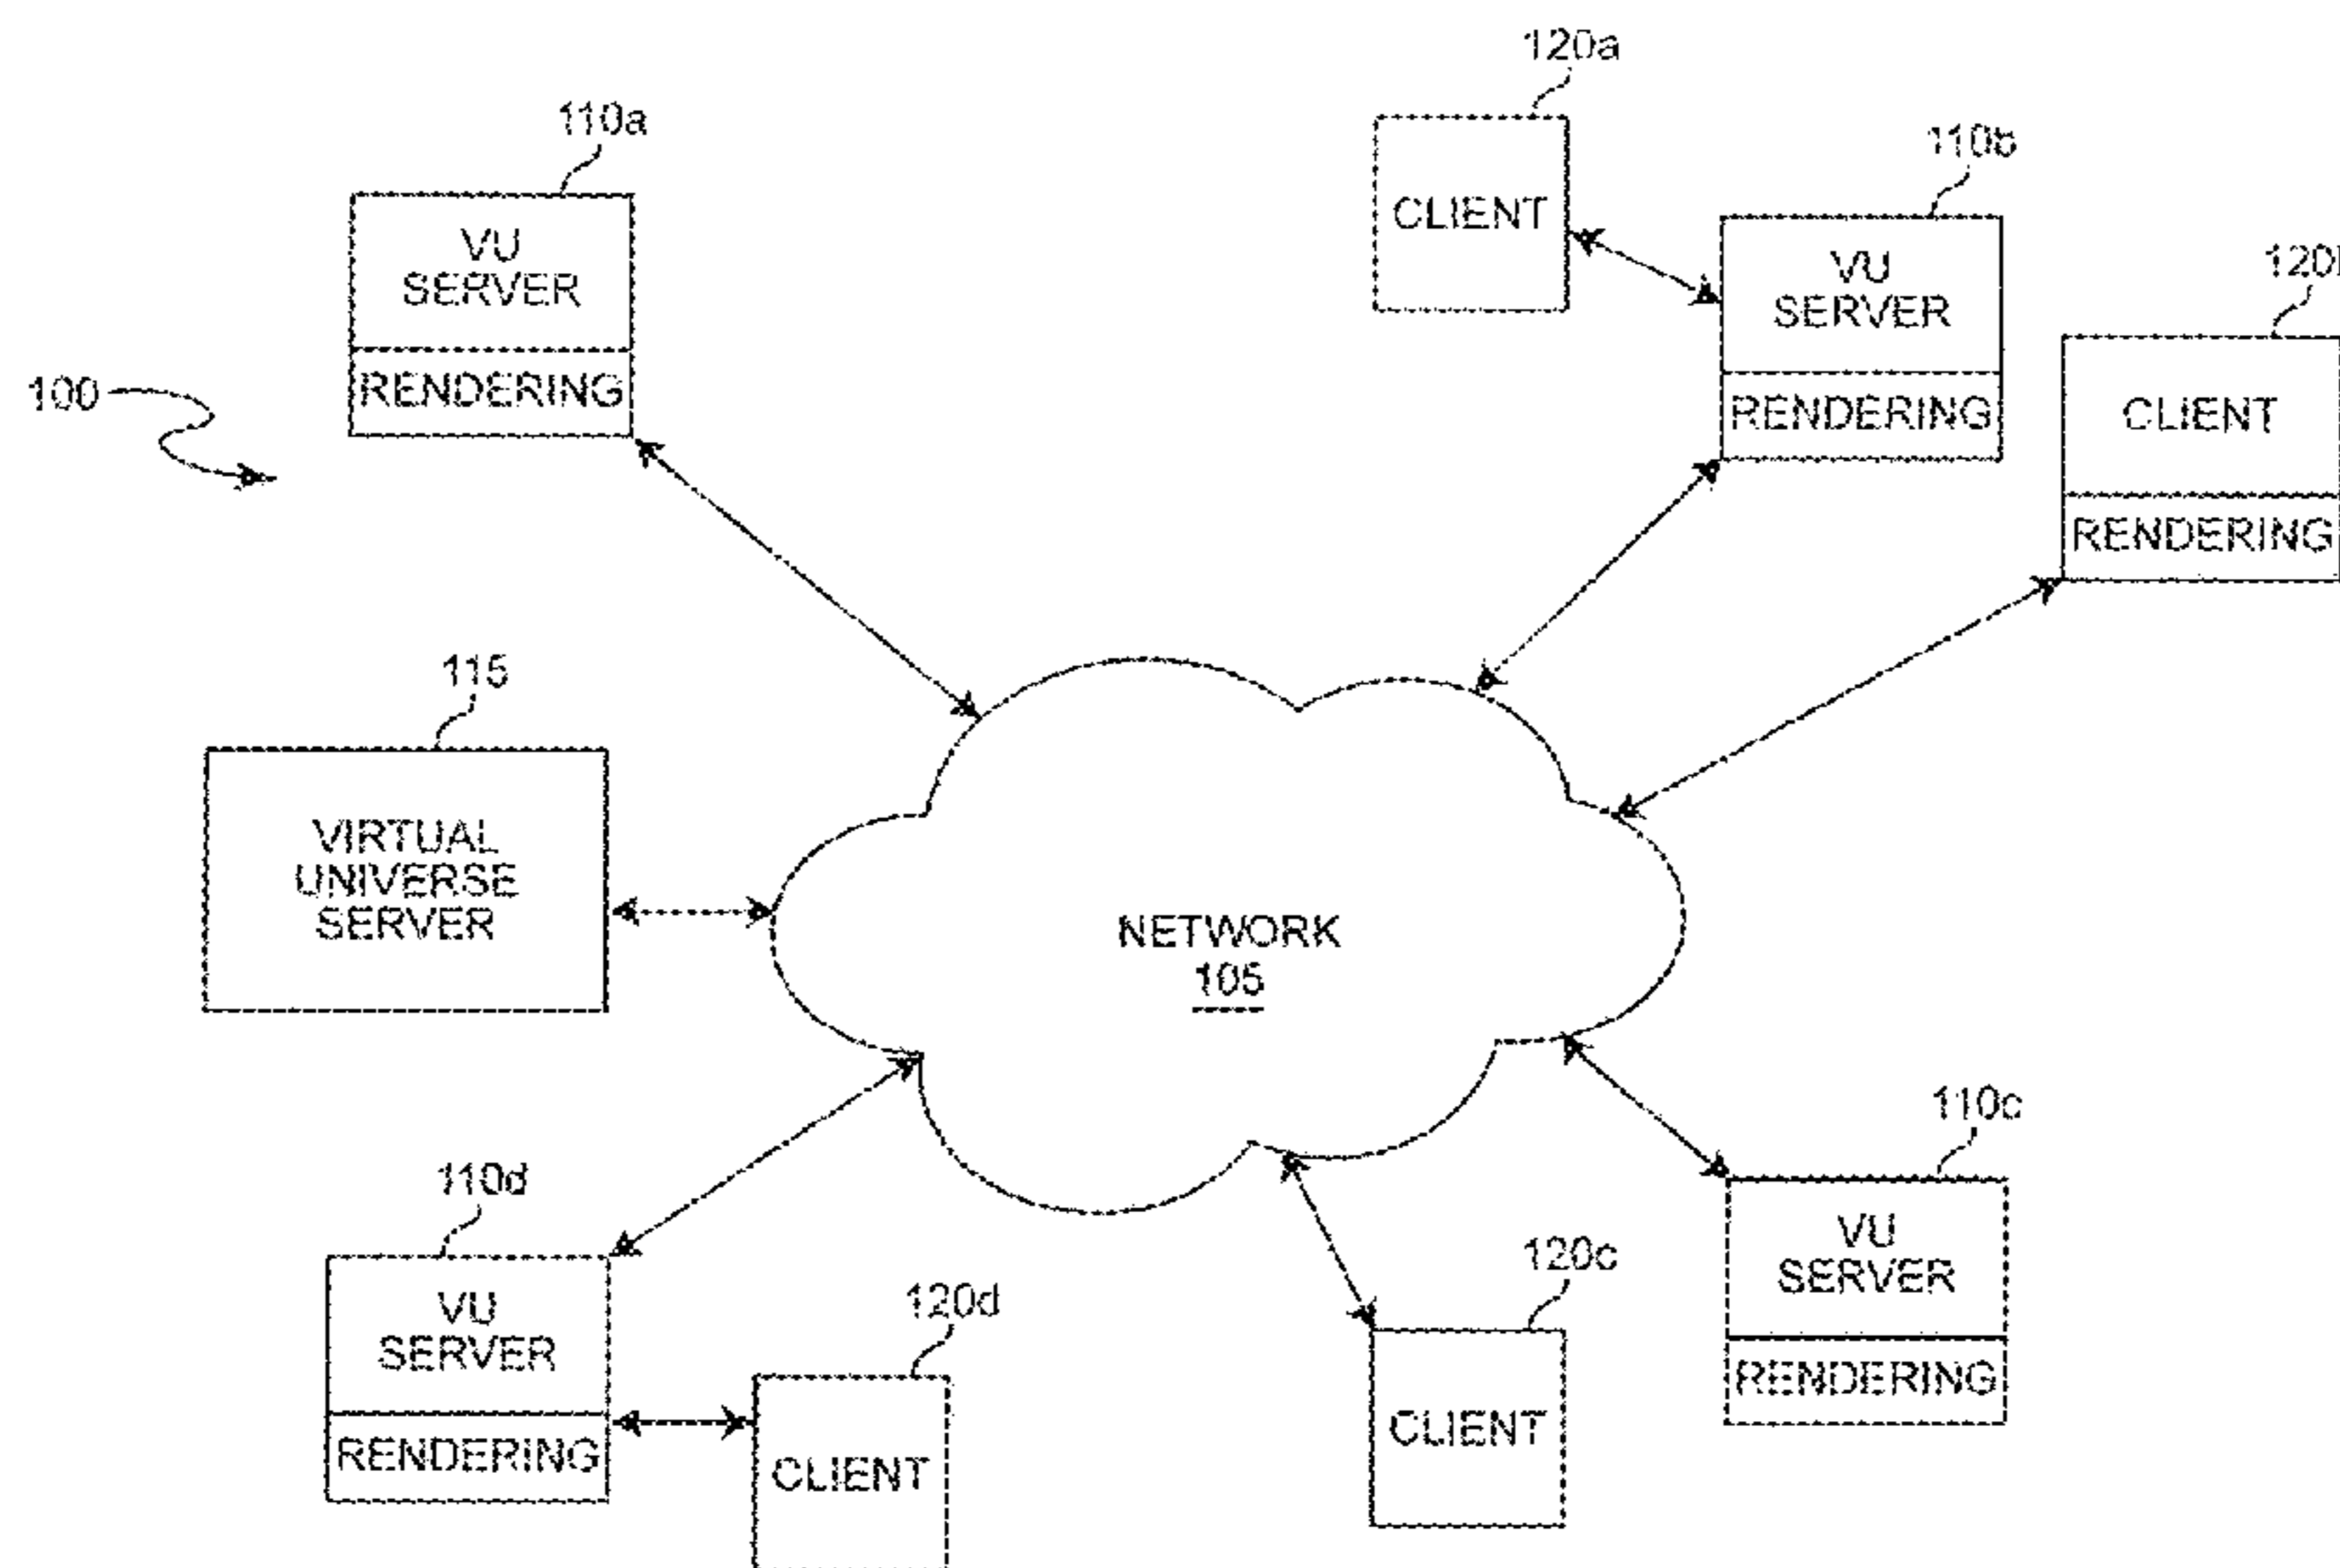 120a
110a
110b
CLIENT
VU
SERVER
VU
SERVER
RENDERING
RENDERING
100
CLIENT
RENDERING
115
VIRTUAL
UNIVERSE
SERVER
NETWORK
105
110c
110d
VU
SERVER
RENDERING
120c
120d
VU
SERVER
RENDERING
CLIENT
CLIENT